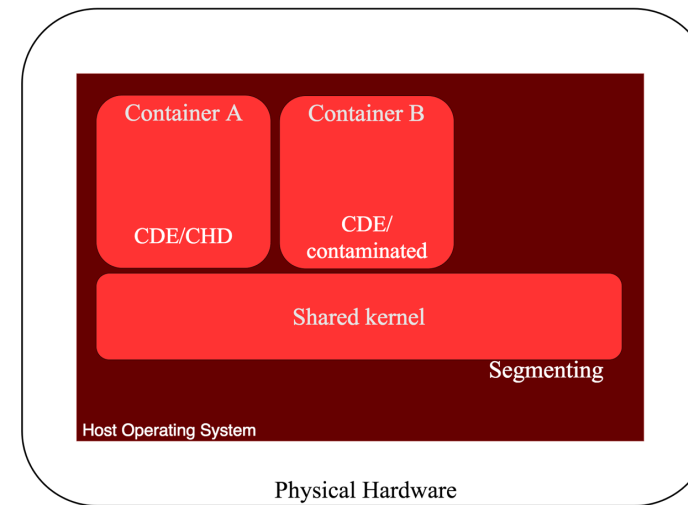 Container A
Container B
CDE/CHD
CDE/
contaminated
Shared kernel
Segmenting
Host Operating System
Physical Hardware